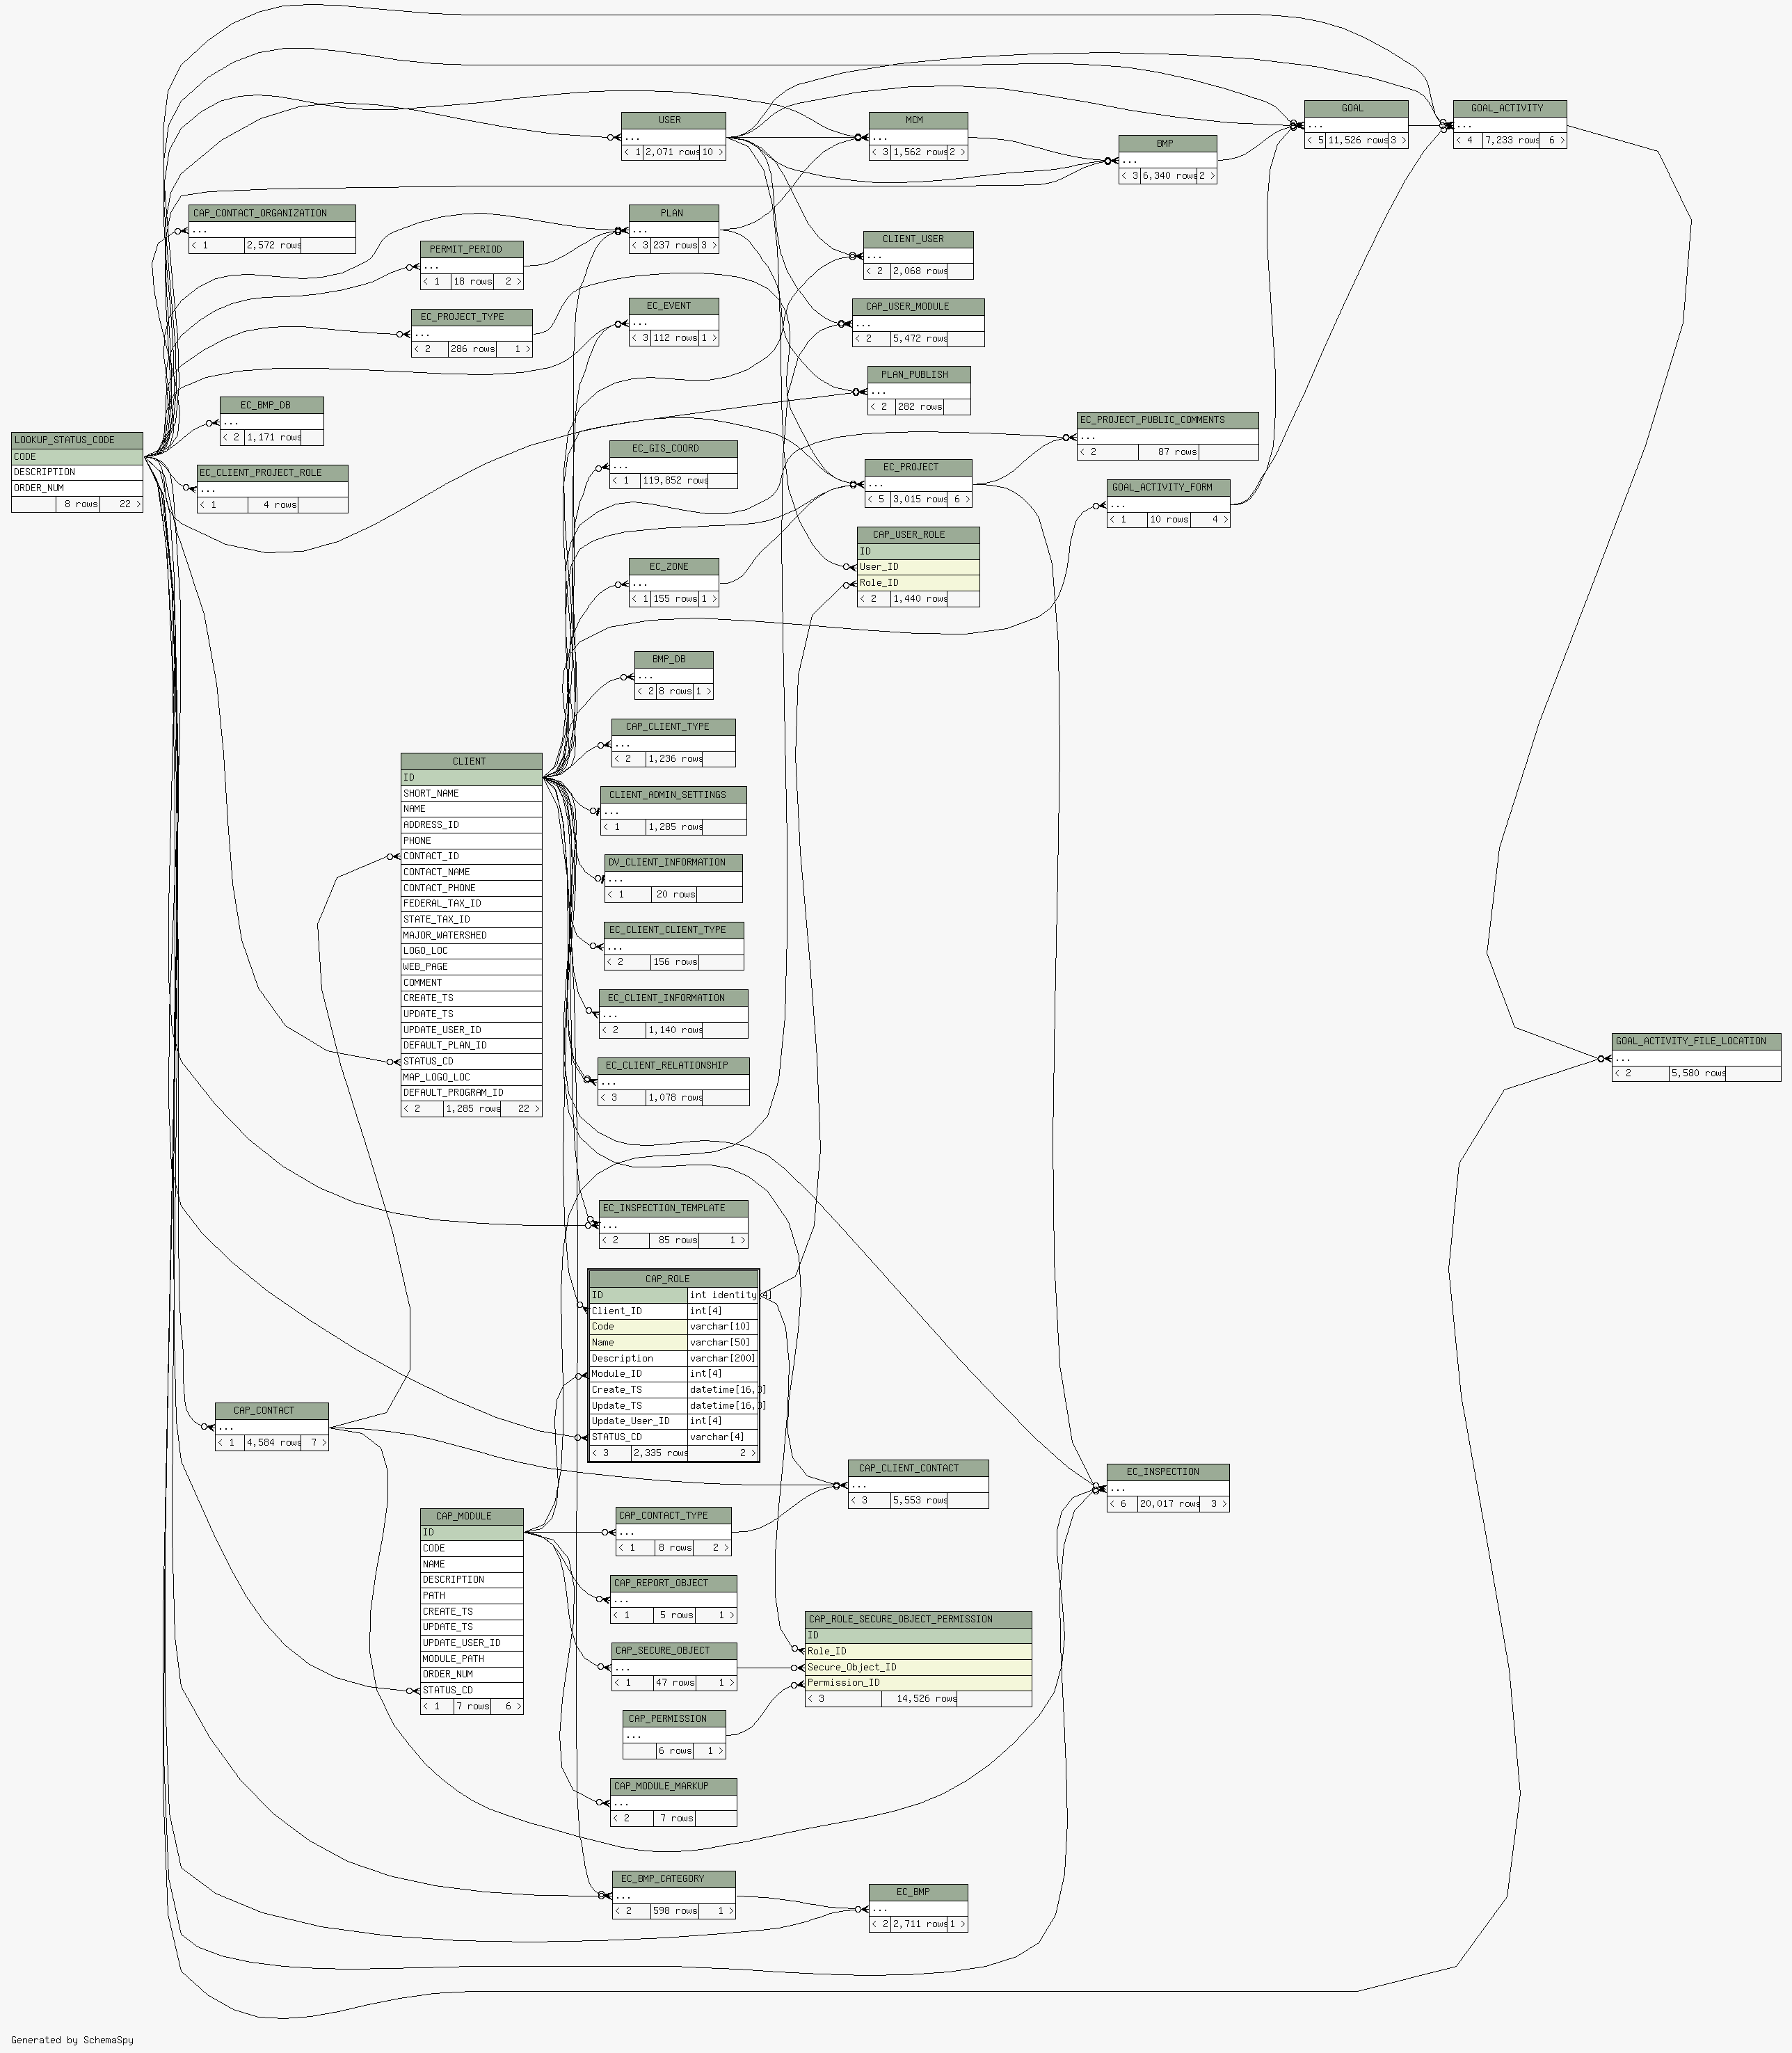 GOAL
...
< 5 11,526 rows 3 >
GOAL_ACTIVITY
...
< 4 7,233 rows 6 >
USER
...
< 1 2,071 rows 10 >
MCM
...
< 3 1,562 rows 2 >
BMP
...
< 3 6,340 rows 2 >
CAP_CONTACT_ORGANIZATION
...
< 1 2,572 rows
PLAN
...
< 3 237 rows 3 >
PERMIT_PERIOD
...
< 1 18 rows 2 >
CLIENT_USER
...
< 2 2,068 rows
EC_EVENT
...
< 3 112 rows 1 >
CAP_USER_MODULE
...
< 2 5,472 rows
EC_PROJECT_TYPE
...
< 2 286 rows 1 >
PLAN_PUBLISH
...
< 2 282 rows
EC_BMP_DB
...
< 2 1,171 rows
EC_PROJECT_PUBLIC_COMMENTS
...
< 2 87 rows
LOOKUP_STATUS_CODE
CODE
DESCRIPTION
ORDER_NUM
8 rows 22 >
EC_GIS_COORD
...
< 1 119,852 rows
EC_CLIENT_PROJECT_ROLE
...
< 1 4 rows
EC_PROJECT
...
< 5 3,015 rows 6 >
GOAL_ACTIVITY_FORM
...
< 1 10 rows 4 >
CAP_USER_ROLE
ID
User_ID
Role_ID
< 2 1,440 rows
EC_ZONE
...
< 1 155 rows 1 >
BMP_DB
...
< 2 8 rows 1 >
CAP_CLIENT_TYPE
...
< 2 1,236 rows
CLIENT
ID
SHORT_NAME
NAME
ADDRESS_ID
PHONE
CONTACT_ID
CONTACT_NAME
CONTACT_PHONE
FEDERAL_TAX_ID
STATE_TAX_ID
MAJOR_WATERSHED
LOGO_LOC
WEB_PAGE
COMMENT
CREATE_TS
UPDATE_TS
UPDATE_USER_ID
DEFAULT_PLAN_ID
STATUS_CD
MAP_LOGO_LOC
DEFAULT_PROGRAM_ID
< 2 1,285 rows 22 >
CLIENT_ADMIN_SETTINGS
...
< 1 1,285 rows
DV_CLIENT_INFORMATION
...
< 1 20 rows
EC_CLIENT_CLIENT_TYPE
...
< 2 156 rows
EC_CLIENT_INFORMATION
...
< 2 1,140 rows
EC_CLIENT_RELATIONSHIP
...
< 3 1,078 rows
GOAL_ACTIVITY_FILE_LOCATION
...
< 2 5,580 rows
EC_INSPECTION_TEMPLATE
...
< 2 85 rows 1 >
CAP_ROLE
ID int identity[4]
Client_ID int[4]
Code varchar[10]
Name varchar[50]
Description varchar[200]
Module_ID int[4]
Create_TS datetime[16,3]
Update_TS datetime[16,3]
Update_User_ID int[4]
STATUS_CD varchar[4]
< 3 2,335 rows 2 >
CAP_CONTACT
...
< 1 4,584 rows 7 >
CAP_CLIENT_CONTACT
...
< 3 5,553 rows
EC_INSPECTION
...
< 6 20,017 rows 3 >
CAP_MODULE
ID
CODE
NAME
DESCRIPTION
PATH
CREATE_TS
UPDATE_TS
UPDATE_USER_ID
MODULE_PATH
ORDER_NUM
STATUS_CD
< 1 7 rows 6 >
CAP_CONTACT_TYPE
...
< 1 8 rows 2 >
CAP_REPORT_OBJECT
...
< 1 5 rows 1 >
CAP_ROLE_SECURE_OBJECT_PERMISSION
ID
Role_ID
Secure_Object_ID
Permission_ID
< 3 14,526 rows
CAP_SECURE_OBJECT
...
< 1 47 rows 1 >
CAP_PERMISSION
...
6 rows 1 >
CAP_MODULE_MARKUP
...
< 2 7 rows
EC_BMP_CATEGORY
...
< 2 598 rows 1 >
EC_BMP
...
< 2 2,711 rows 1 >
Generated by SchemaSpy